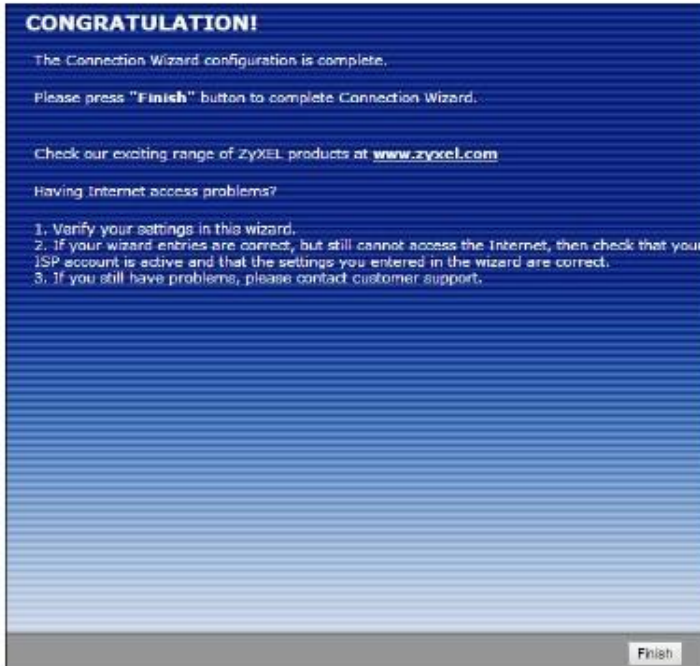 CONGRATULATION!
The Connection Wizard configuration is complete.
Please press "Finish" button to complete Connection Wizard.
Check our exciting range of ZyXEL products at www.zyxel.com
Having Internet access problems?
1. Verify your settings in this wizard.
2. If your wizard entries are correct, but still cannot access the Internet, then check that your
ISP account is active and that the settings you entered in the wizard are correct.
3. If you still have problems, please contact customer support.
Finish